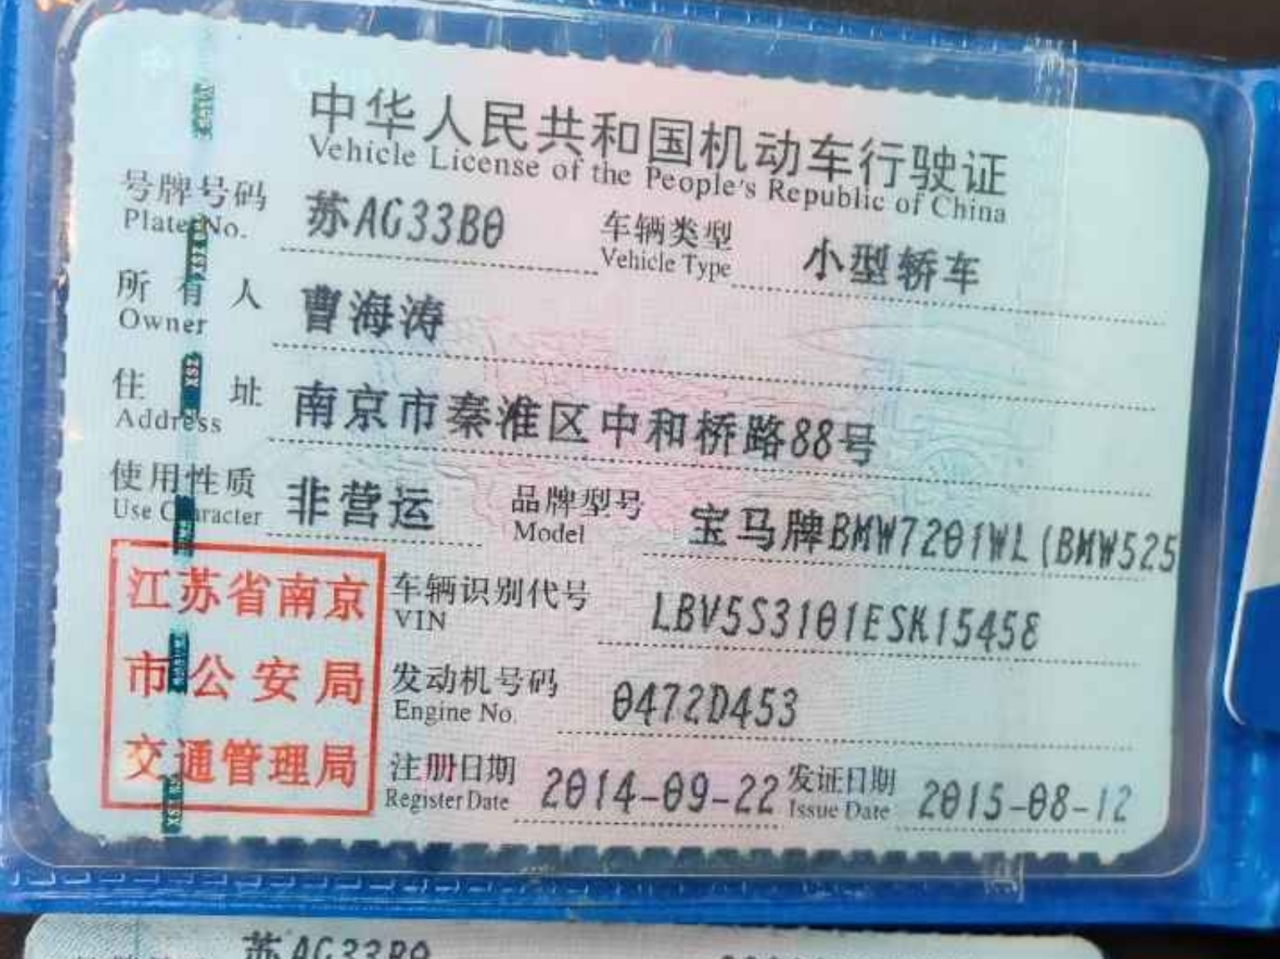 中华人民共和国机动车行驶证
Vehicle License of the People's Republic of China
号牌号码 苏AG33B0 车辆类型 小型轿车
Plate No. Vehicle Type
所有人 曹海涛
Owner
住址 南京市秦淮区中和桥路88号
Address
使用性质 非营运 品牌型号 宝马牌BMW7201WL(BMW525
Use Character Model
江苏省南京
市公安局
交通管理局
车辆识别代号 LBV5S3101ESK15458
VIN
发动机号码 0472D453
Engine No.
注册日期 2014-09-22 发证日期 2015-08-12
Register Date Issue Date
苏AG33B0